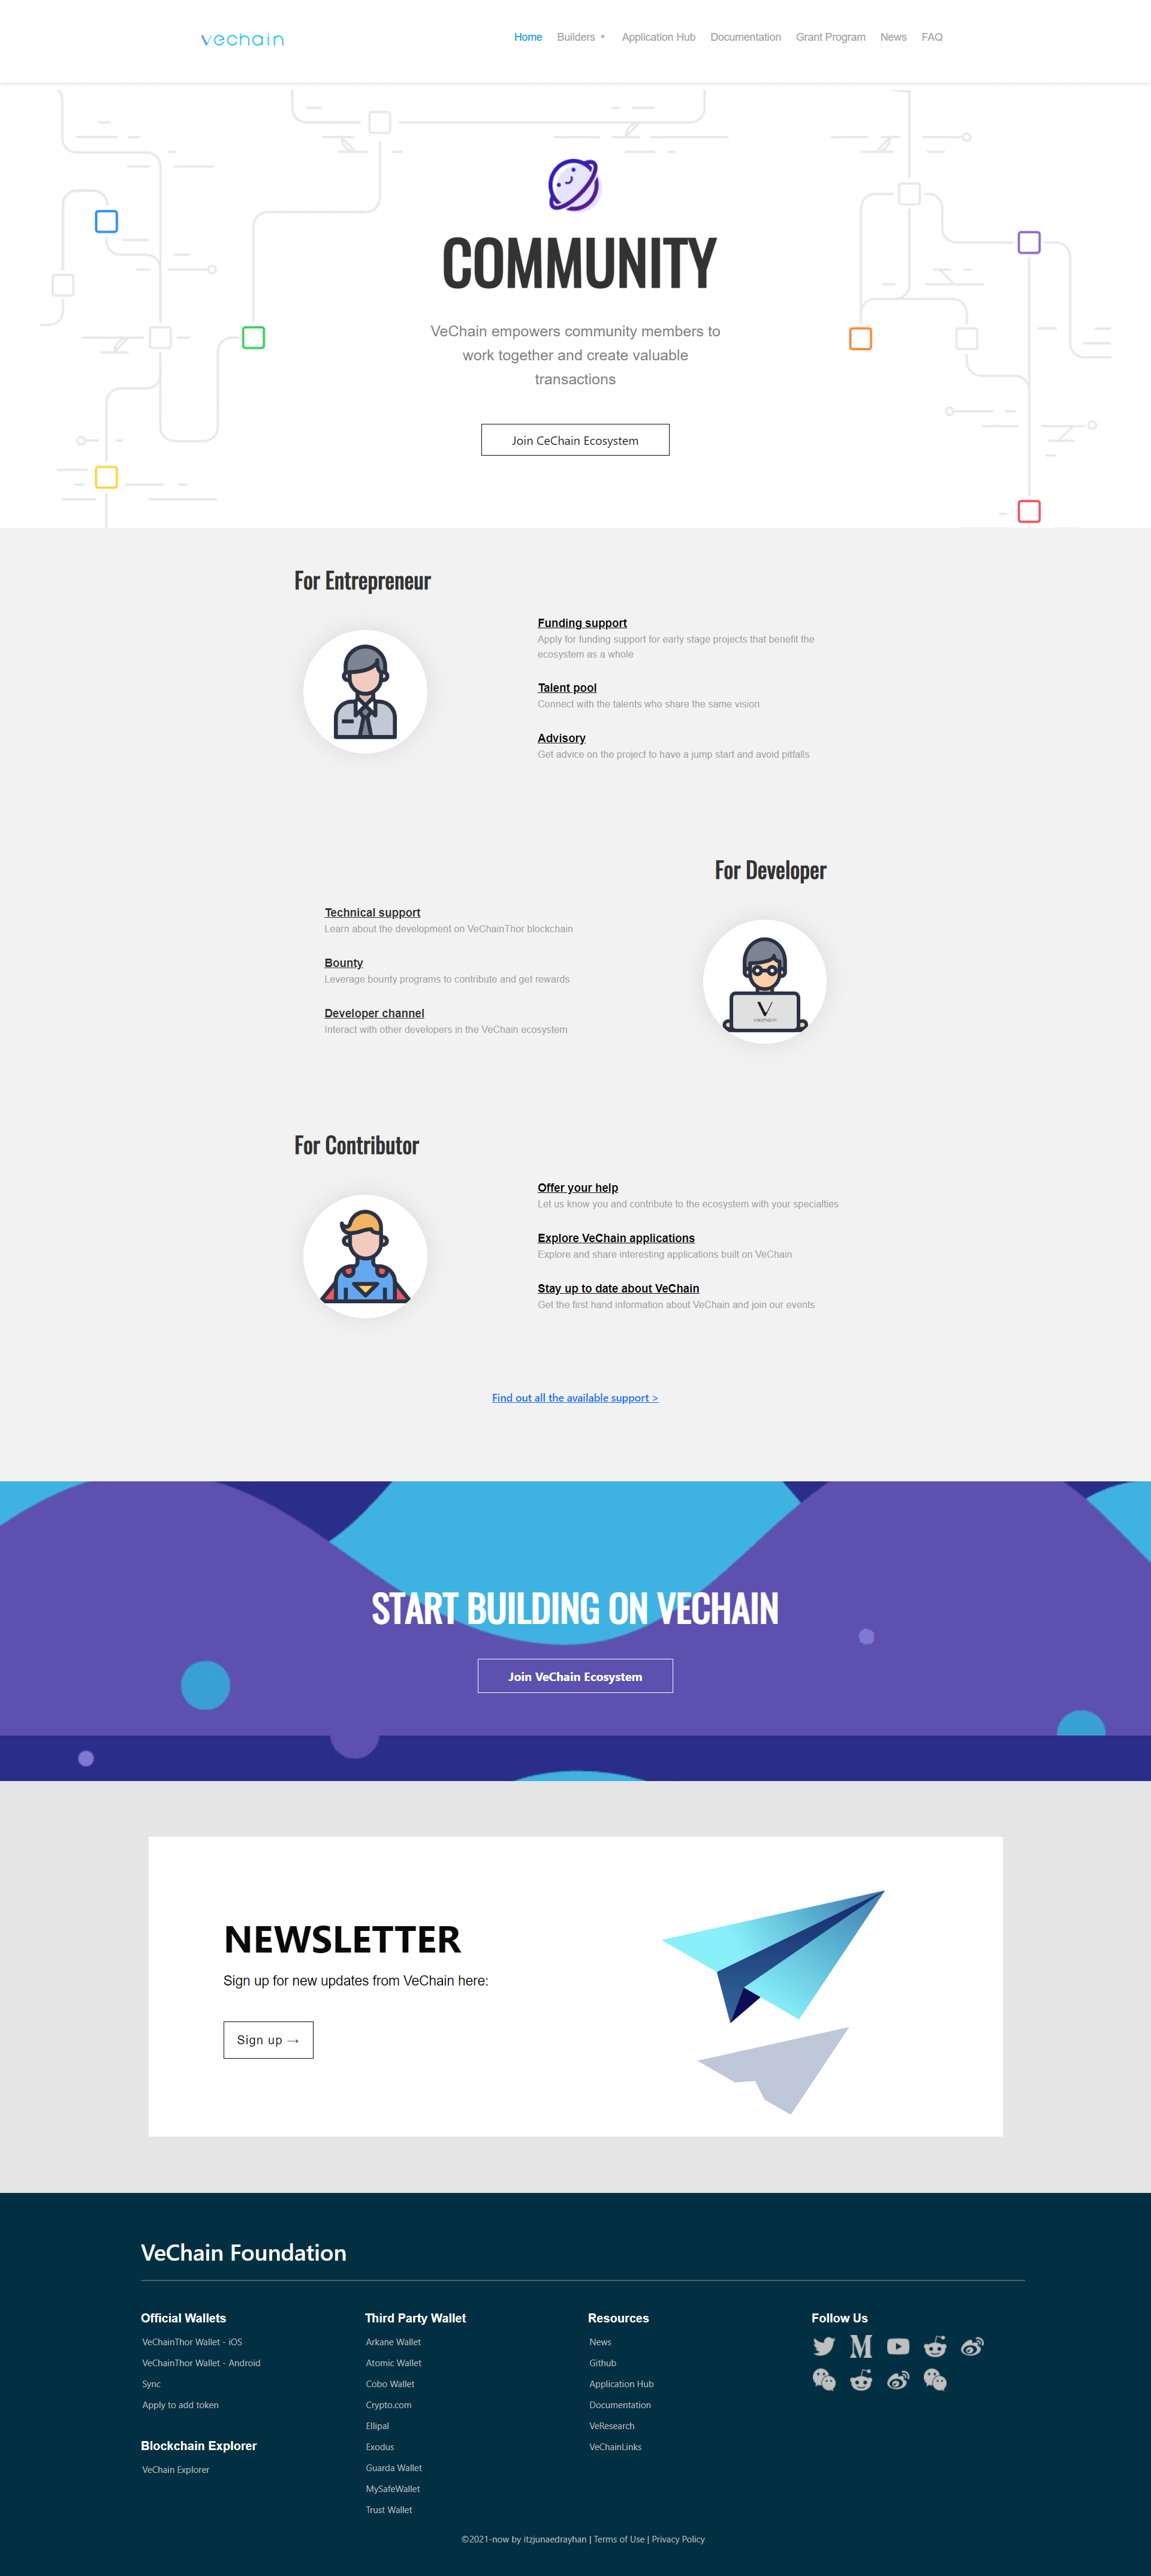 vechain
Home Builders ▼ Application Hub Documentation Grant Program News FAQ
COMMUNITY
VeChain empowers community members to
work together and create valuable
transactions
Join CeChain Ecosystem
For Entrepreneur
Funding support
Apply for funding support for early stage projects that benefit the
ecosystem as a whole
Talent pool
Connect with the talents who share the same vision
Advisory
Get advice on the project to have a jump start and avoid pitfalls
For Developer
Technical support
Learn about the development on VeChainThor blockchain
Bounty
Leverage bounty programs to contribute and get rewards
Developer channel
Interact with other developers in the VeChain ecosystem
V
vechain
For Contributor
Offer your help
Let us know you and contribute to the ecosystem with your specialties
Explore VeChain applications
Explore and share interesting applications built on VeChain
Stay up to date about VeChain
Get the first hand information about VeChain and join our events
Find out all the available support >
START BUILDING ON VECHAIN
Join VeChain Ecosystem
NEWSLETTER
Sign up for new updates from VeChain here:
Sign up →
VeChain Foundation
Official Wallets
VeChainThor Wallet - iOS
VeChainThor Wallet - Android
Sync
Apply to add token
Blockchain Explorer
VeChain Explorer
Third Party Wallet
Arkane Wallet
Atomic Wallet
Cobo Wallet
Crypto.com
Ellipal
Exodus
Guarda Wallet
MySafeWallet
Trust Wallet
Resources
News
Github
Application Hub
Documentation
VeResearch
VeChainLinks
Follow Us
M
©2021-now by itzjunaedrayhan | Terms of Use | Privacy Policy